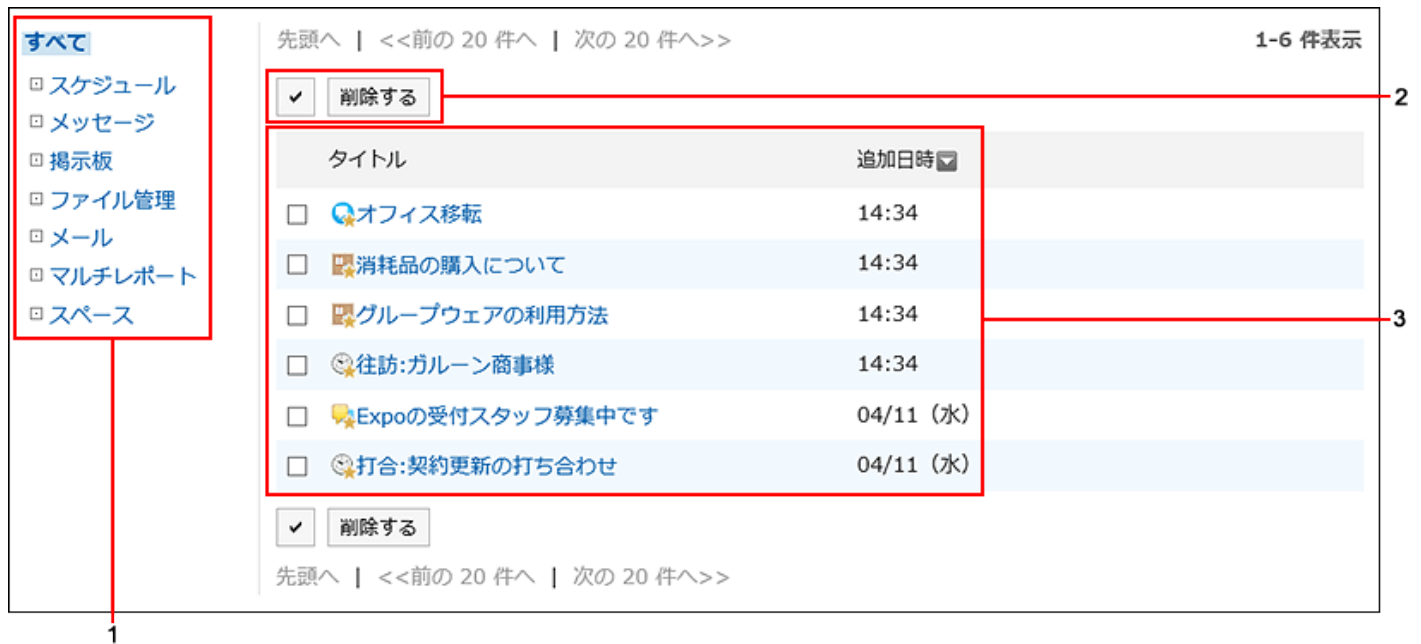 すべて
スケジュール
メッセージ
掲示板
ファイル管理
メール
マルチレポート
スペース
1
先頭へ | <<前の 20 件へ | 次の 20 件へ>>
1-6 件表示
削除する
2
タイトル 追加日時
オフィス移転 14:34
消耗品の購入について 14:34
グループウェアの利用方法 14:34
3
往訪:ガルーン商事様 14:34
Expoの受付スタッフ募集中です 04/11（水）
打合:契約更新の打ち合わせ 04/11（水）
削除する
先頭へ | <<前の 20 件へ | 次の 20 件へ>>